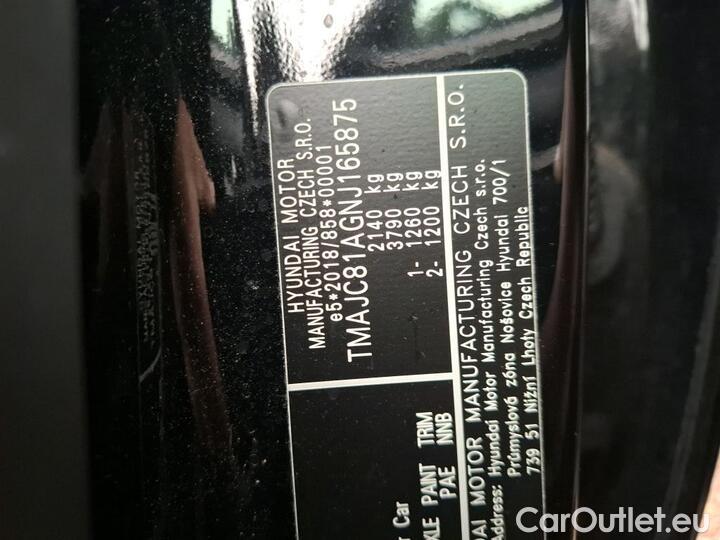 HYUNDAI MOTOR
MANUFACTURING CZECH S.R.O.
e5*2018/858*00001
TMAJC81AGNJ165875
2140 kg
3790 kg
1- 1260 kg
2- 1200 kg
Car
PAINT TRIM
PAE NNB
MOTOR MANUFACTURING CZECH S.R.O.
Address: Hyundai Motor Manufacturing Czech s.r.o.
Průmyslová zóna Nošovice Hyundai 700/1
739 51 Nižní Lhoty Czech Republic
CarOutlet.eu